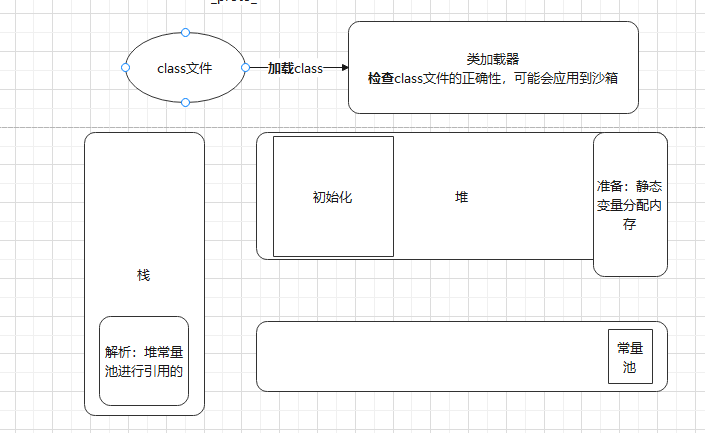 _proto_
class文件
加载class
类加载器
检查class文件的正确性，可能会应用到沙箱
初始化
堆
准备：静态
变量分配内
存
栈
解析：堆常量
池进行引用的
常量
池